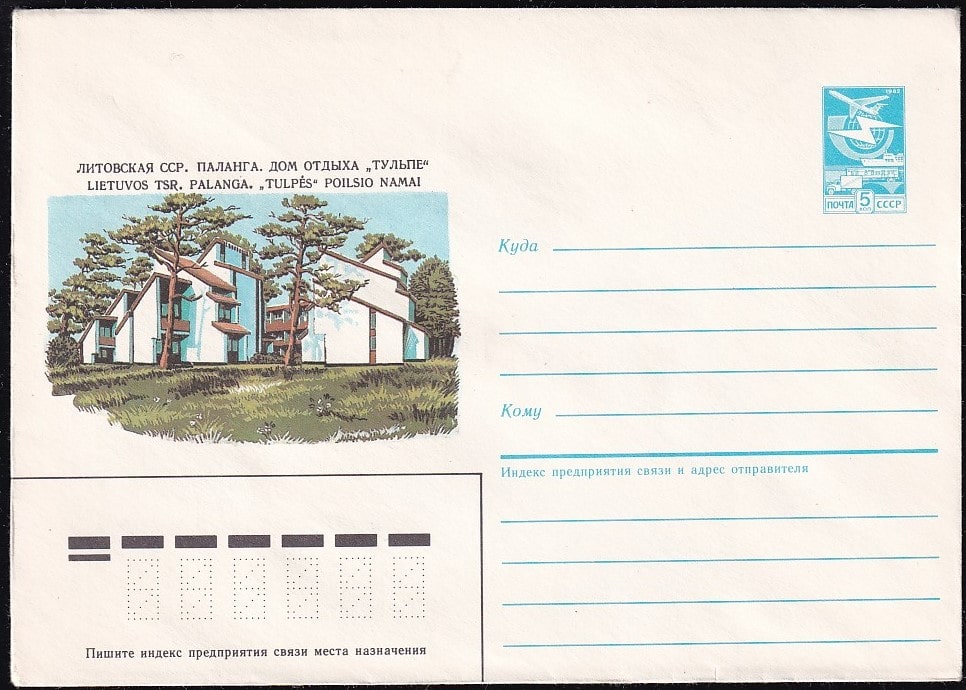 ЛИТОВСКАЯ ССР. ПАЛАНГА. ДОМ ОТДЫХА „ТУЛЬПЕ“
LIETUVOS TSR. PALANGA. „TULPĖS“ POILSIO NAMAI
1982
ПОЧТА 5 КОП СССР
Куда
Кому
Индекс предприятия связи и адрес отправителя
Пишите индекс предприятия связи места назначения